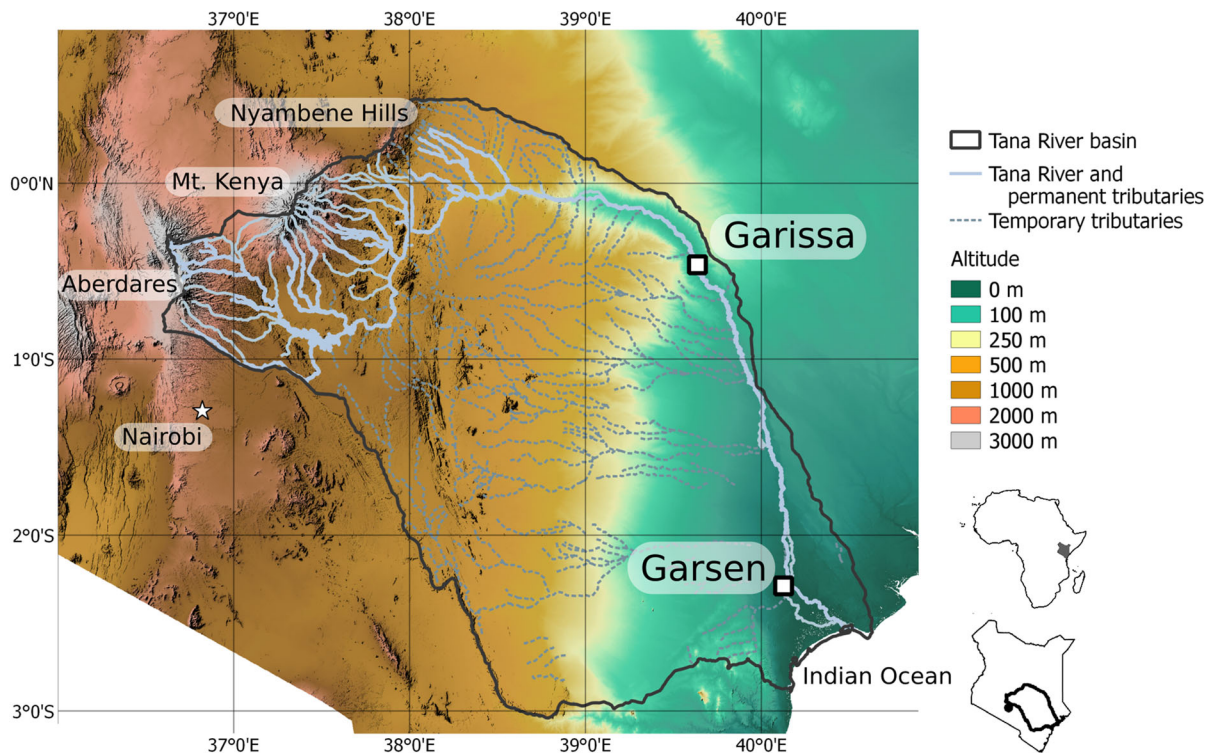 37°0'E
38°0'E
39°0'E
40°0'E
Nyambene Hills
Mt. Kenya
0°0'N
Garissa
Aberdares
1°0'S
Nairobi
2°0'S
Garsen
Indian Ocean
3°0'S
37°0'E
38°0'E
39°0'E
40°0'E
Tana River basin
Tana River and
permanent tributaries
Temporary tributaries
Altitude
0 m
100 m
250 m
500 m
1000 m
2000 m
3000 m